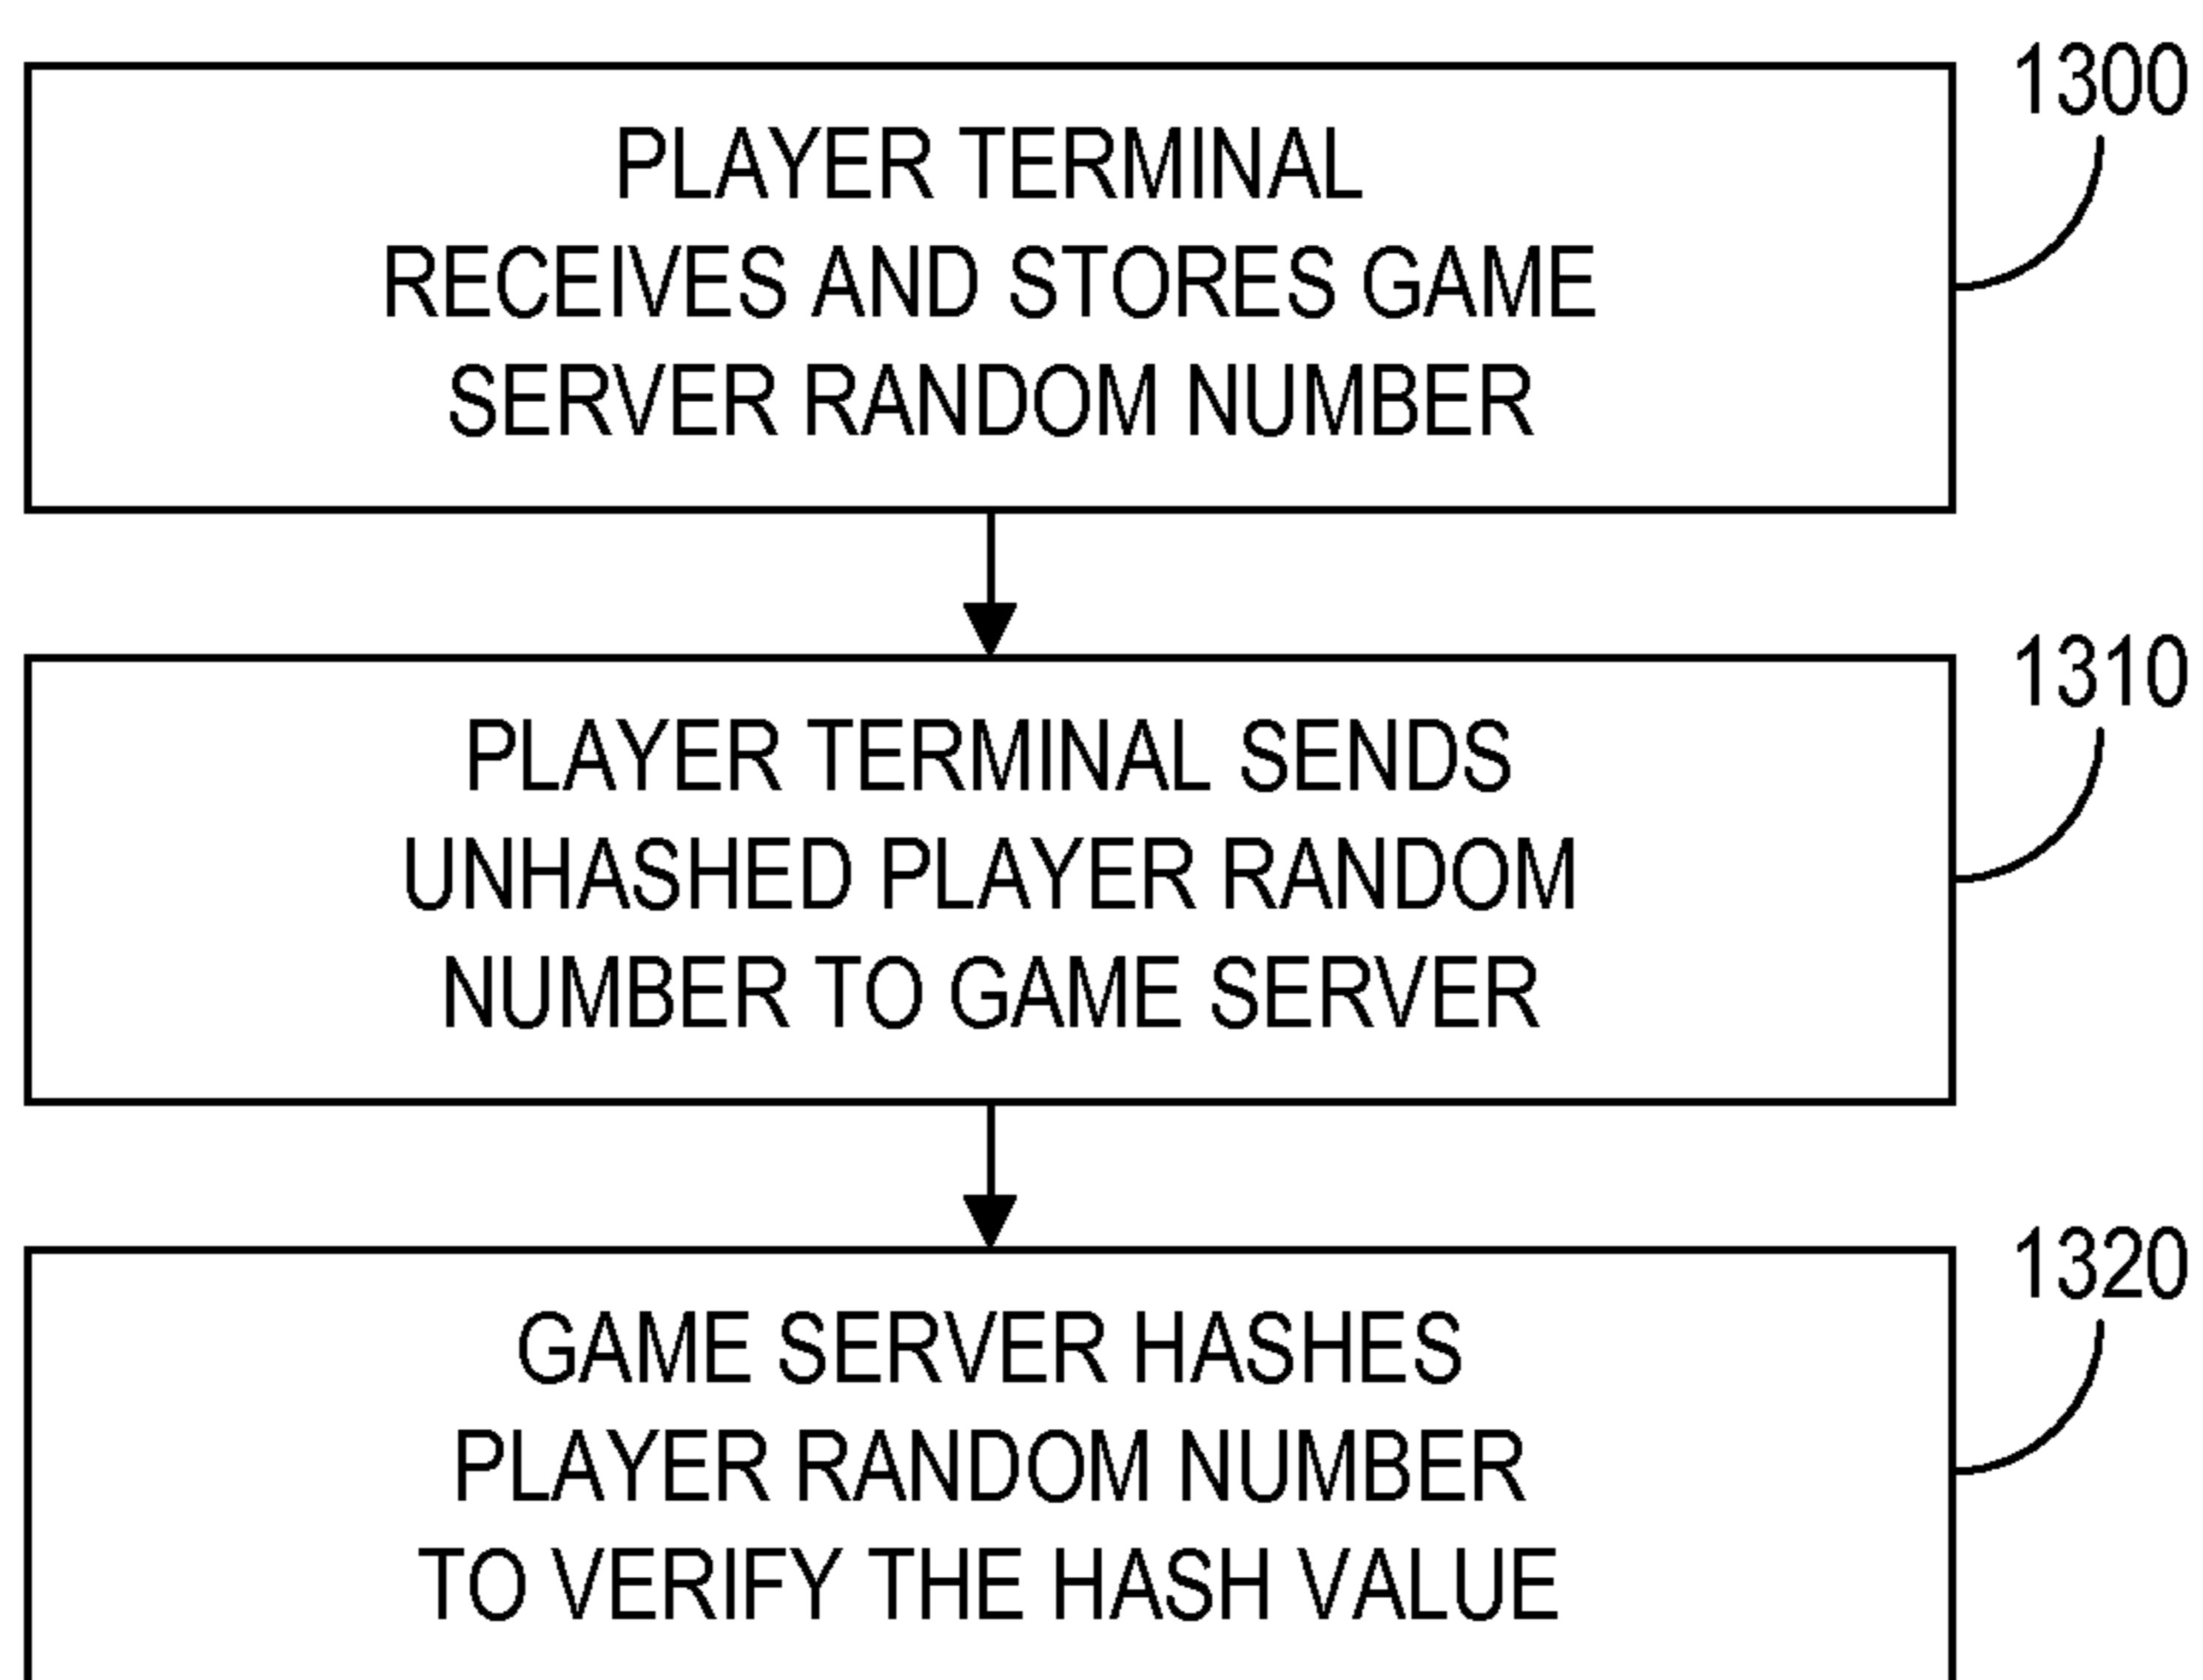 1300
PLAYER TERMINAL
RECEIVES AND STORES GAME
SERVER RANDOM NUMBER
1310
PLAYER TERMINAL SENDS
UNHASHED PLAYER RANDOM
NUMBER TO GAME SERVER
1320
GAME SERVER HASHES
PLAYER RANDOM NUMBER
TO VERIFY THE HASH VALUE